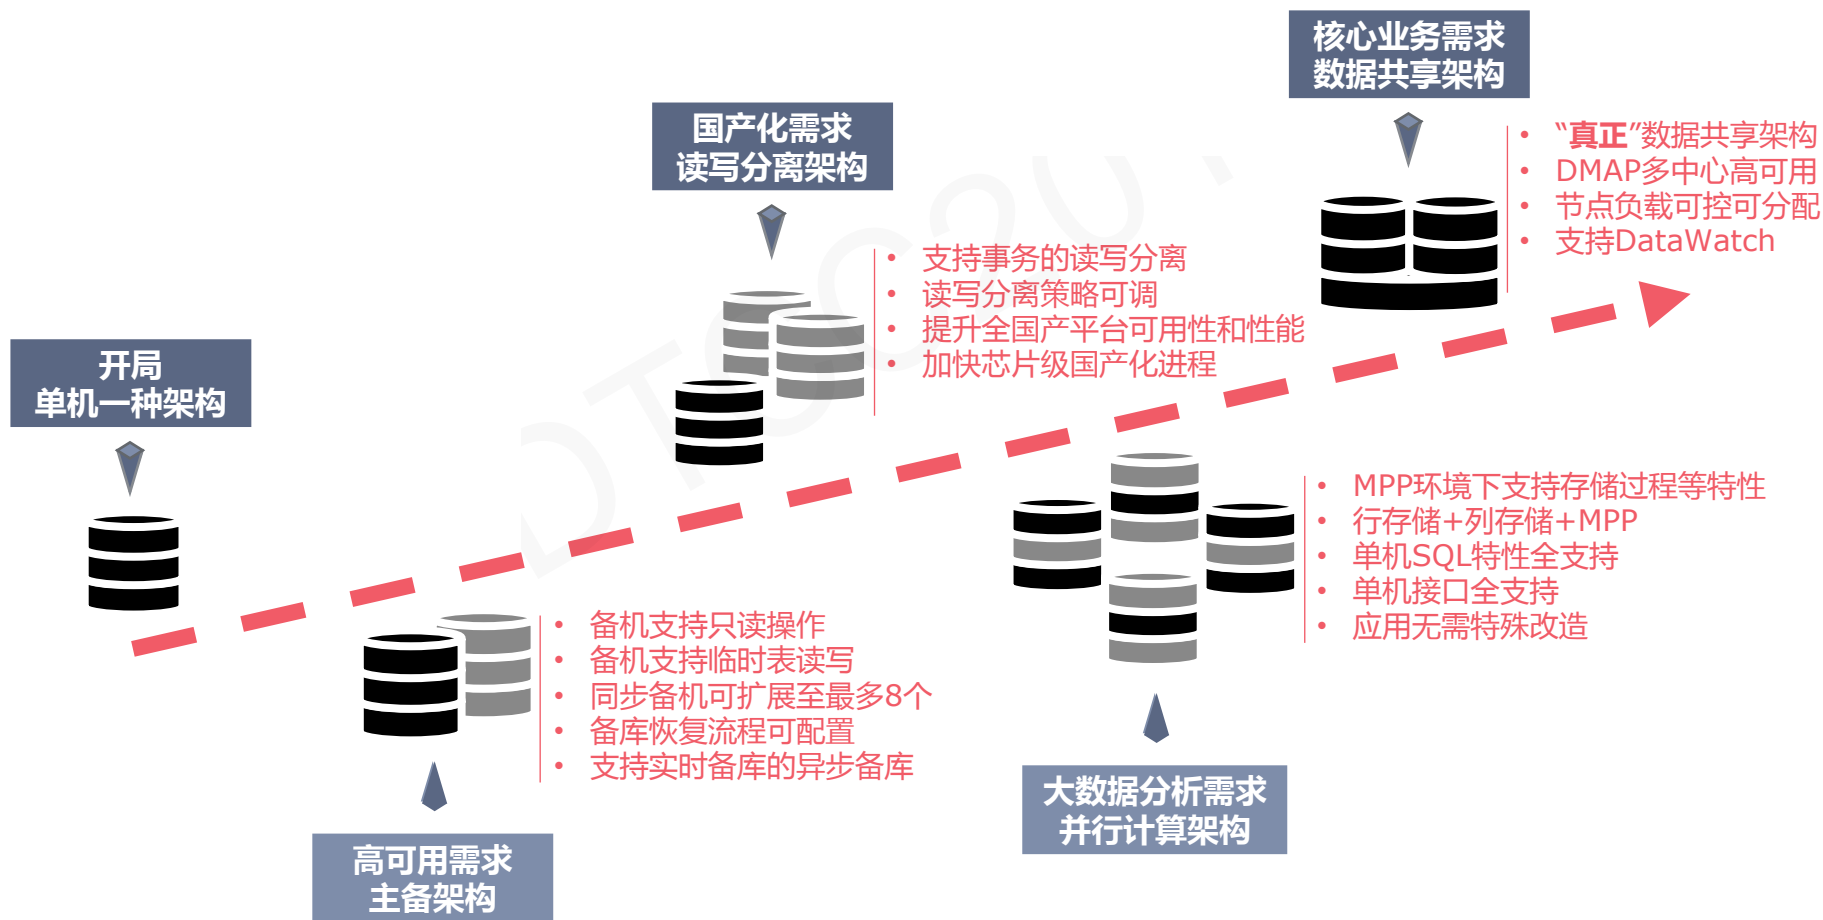 开局
单机一种架构
高可用需求
主备架构
• 备机支持只读操作
• 备机支持临时表读写
• 同步备机可扩展至最多8个
• 备库恢复流程可配置
• 支持实时备库的异步备库
国产化需求
读写分离架构
• 支持事务的读写分离
• 读写分离策略可调
• 提升全国产平台可用性和性能
• 加快芯片级国产化进程
大数据分析需求
并行计算架构
• MPP环境下支持存储过程等特性
• 行存储+列存储+MPP
• 单机SQL特性全支持
• 单机接口全支持
• 应用无需特殊改造
核心业务需求
数据共享架构
• “真正”数据共享架构
• DMAP多中心高可用
• 节点负载可控可分配
• 支持DataWatch